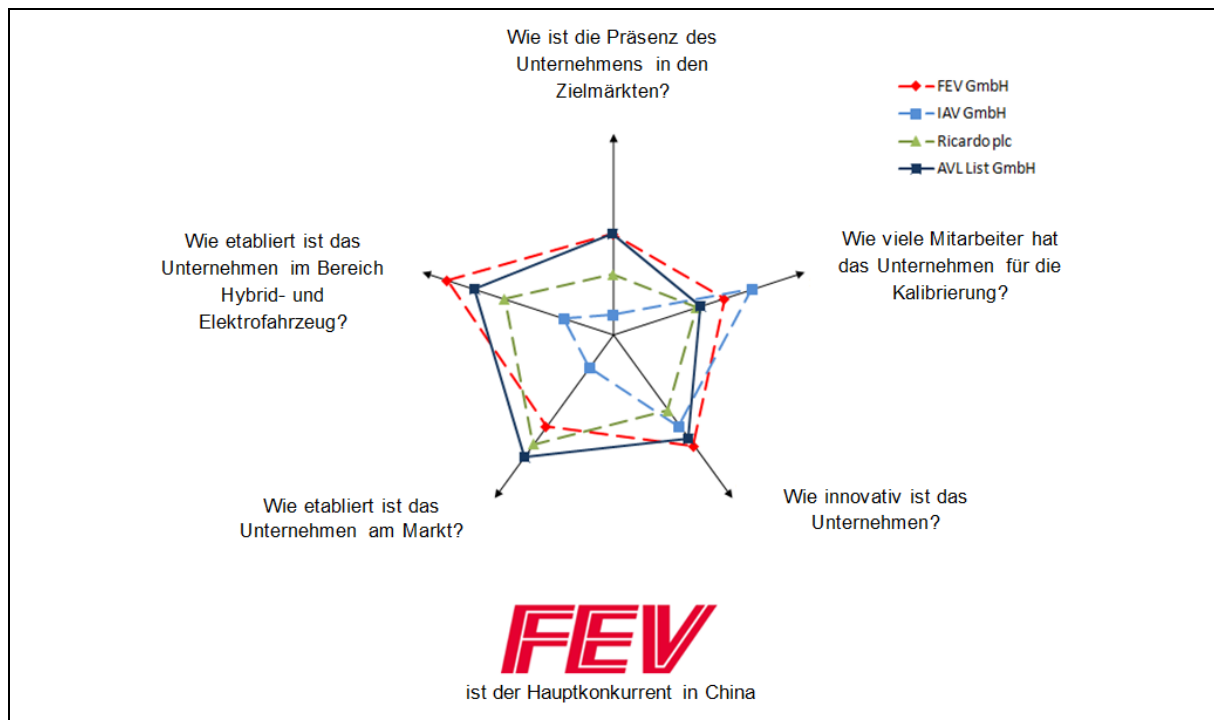 Wie ist die Präsenz des
Unternehmens in den
Zielmärkten?
FEV GmbH
IAV GmbH
Ricardo plc
AVL List GmbH
Wie etabliert ist das
Unternehmen im Bereich
Hybrid- und
Elektrofahrzeug?
Wie viele Mitarbeiter hat
das Unternehmen für die
Kalibrierung?
Wie etabliert ist das
Unternehmen am Markt?
Wie innovativ ist das
Unternehmen?
FEV
ist der Hauptkonkurrent in China